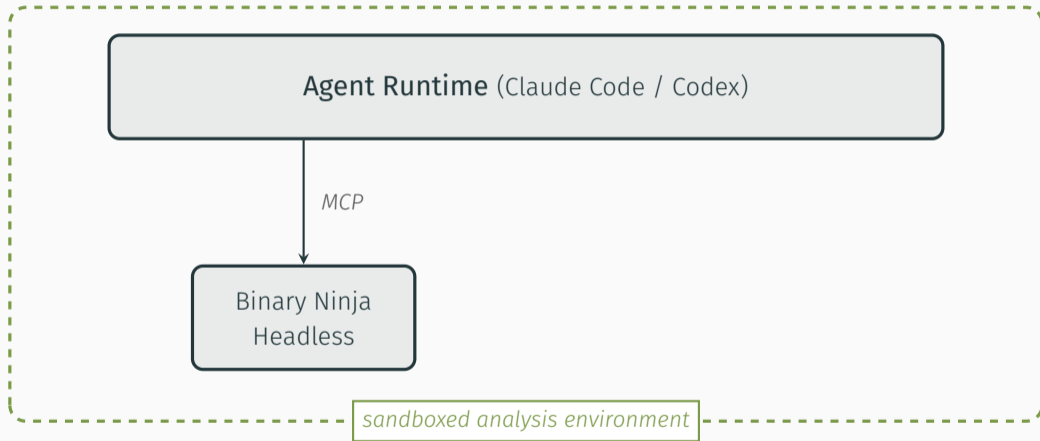 Agent Runtime (Claude Code / Codex)
MCP
Binary Ninja
Headless
sandboxed analysis environment